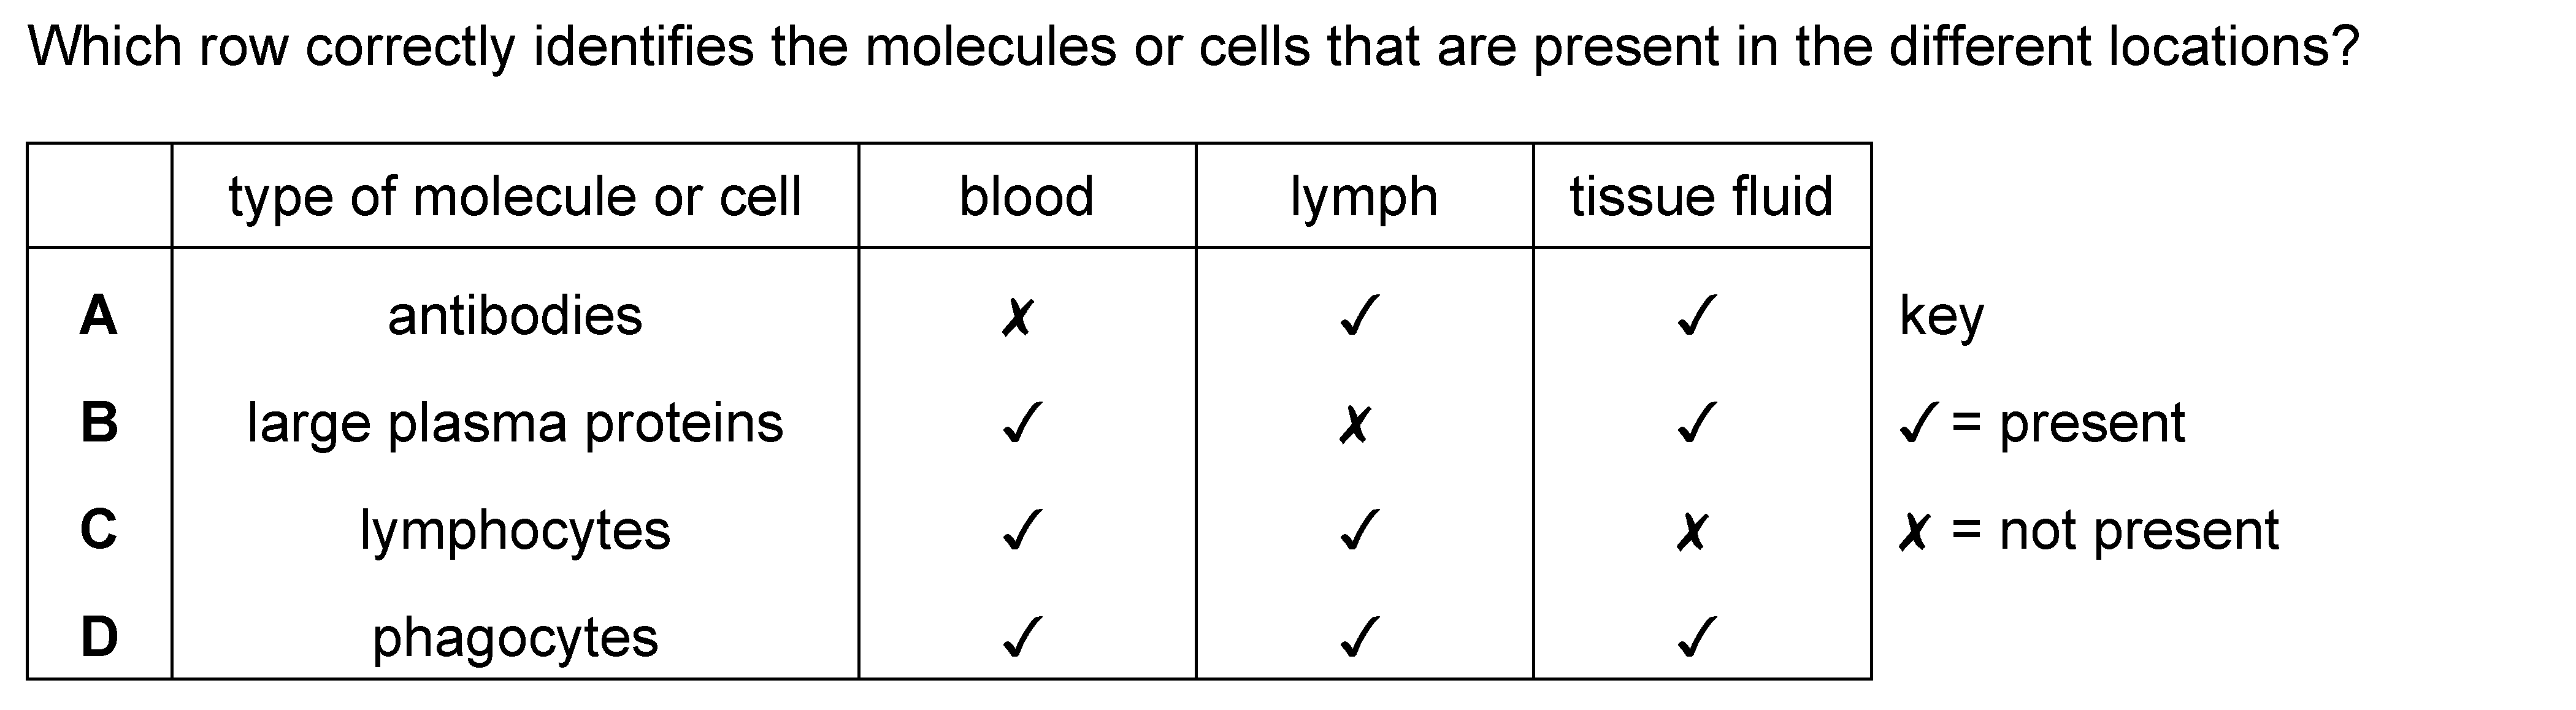 Which row correctly identifies the molecules or cells that are present in the different locations?
type of molecule or cell blood lymph tissue fluid
A antibodies ✗ ✓ ✓ key
B large plasma proteins ✓ ✗ ✓ ✓ = present
C lymphocytes ✓ ✓ ✗ ✗ = not present
D phagocytes ✓ ✓ ✓